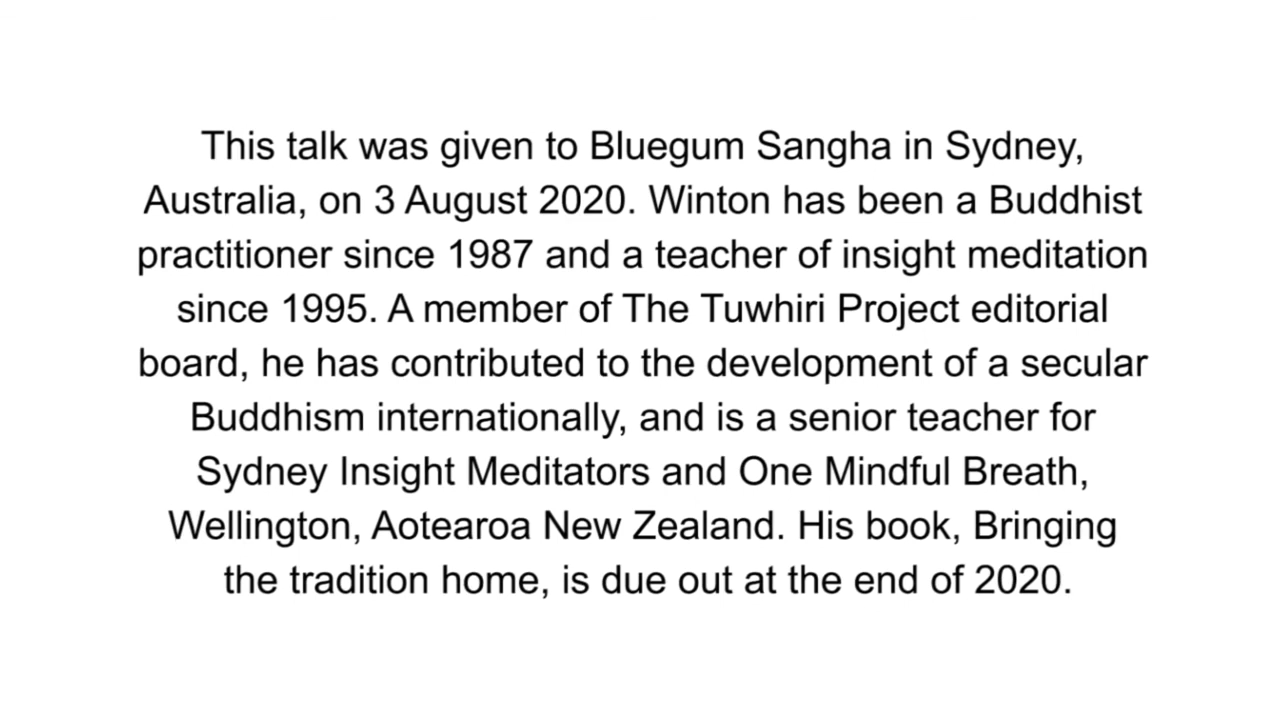 This talk was given to Bluegum Sangha in Sydney,
Australia, on 3 August 2020. Winton has been a Buddhist
practitioner since 1987 and a teacher of insight meditation
since 1995. A member of The Tuwhiri Project editorial
board, he has contributed to the development of a secular
Buddhism internationally, and is a senior teacher for
Sydney Insight Meditators and One Mindful Breath,
Wellington, Aotearoa New Zealand. His book, Bringing
the tradition home, is due out at the end of 2020.